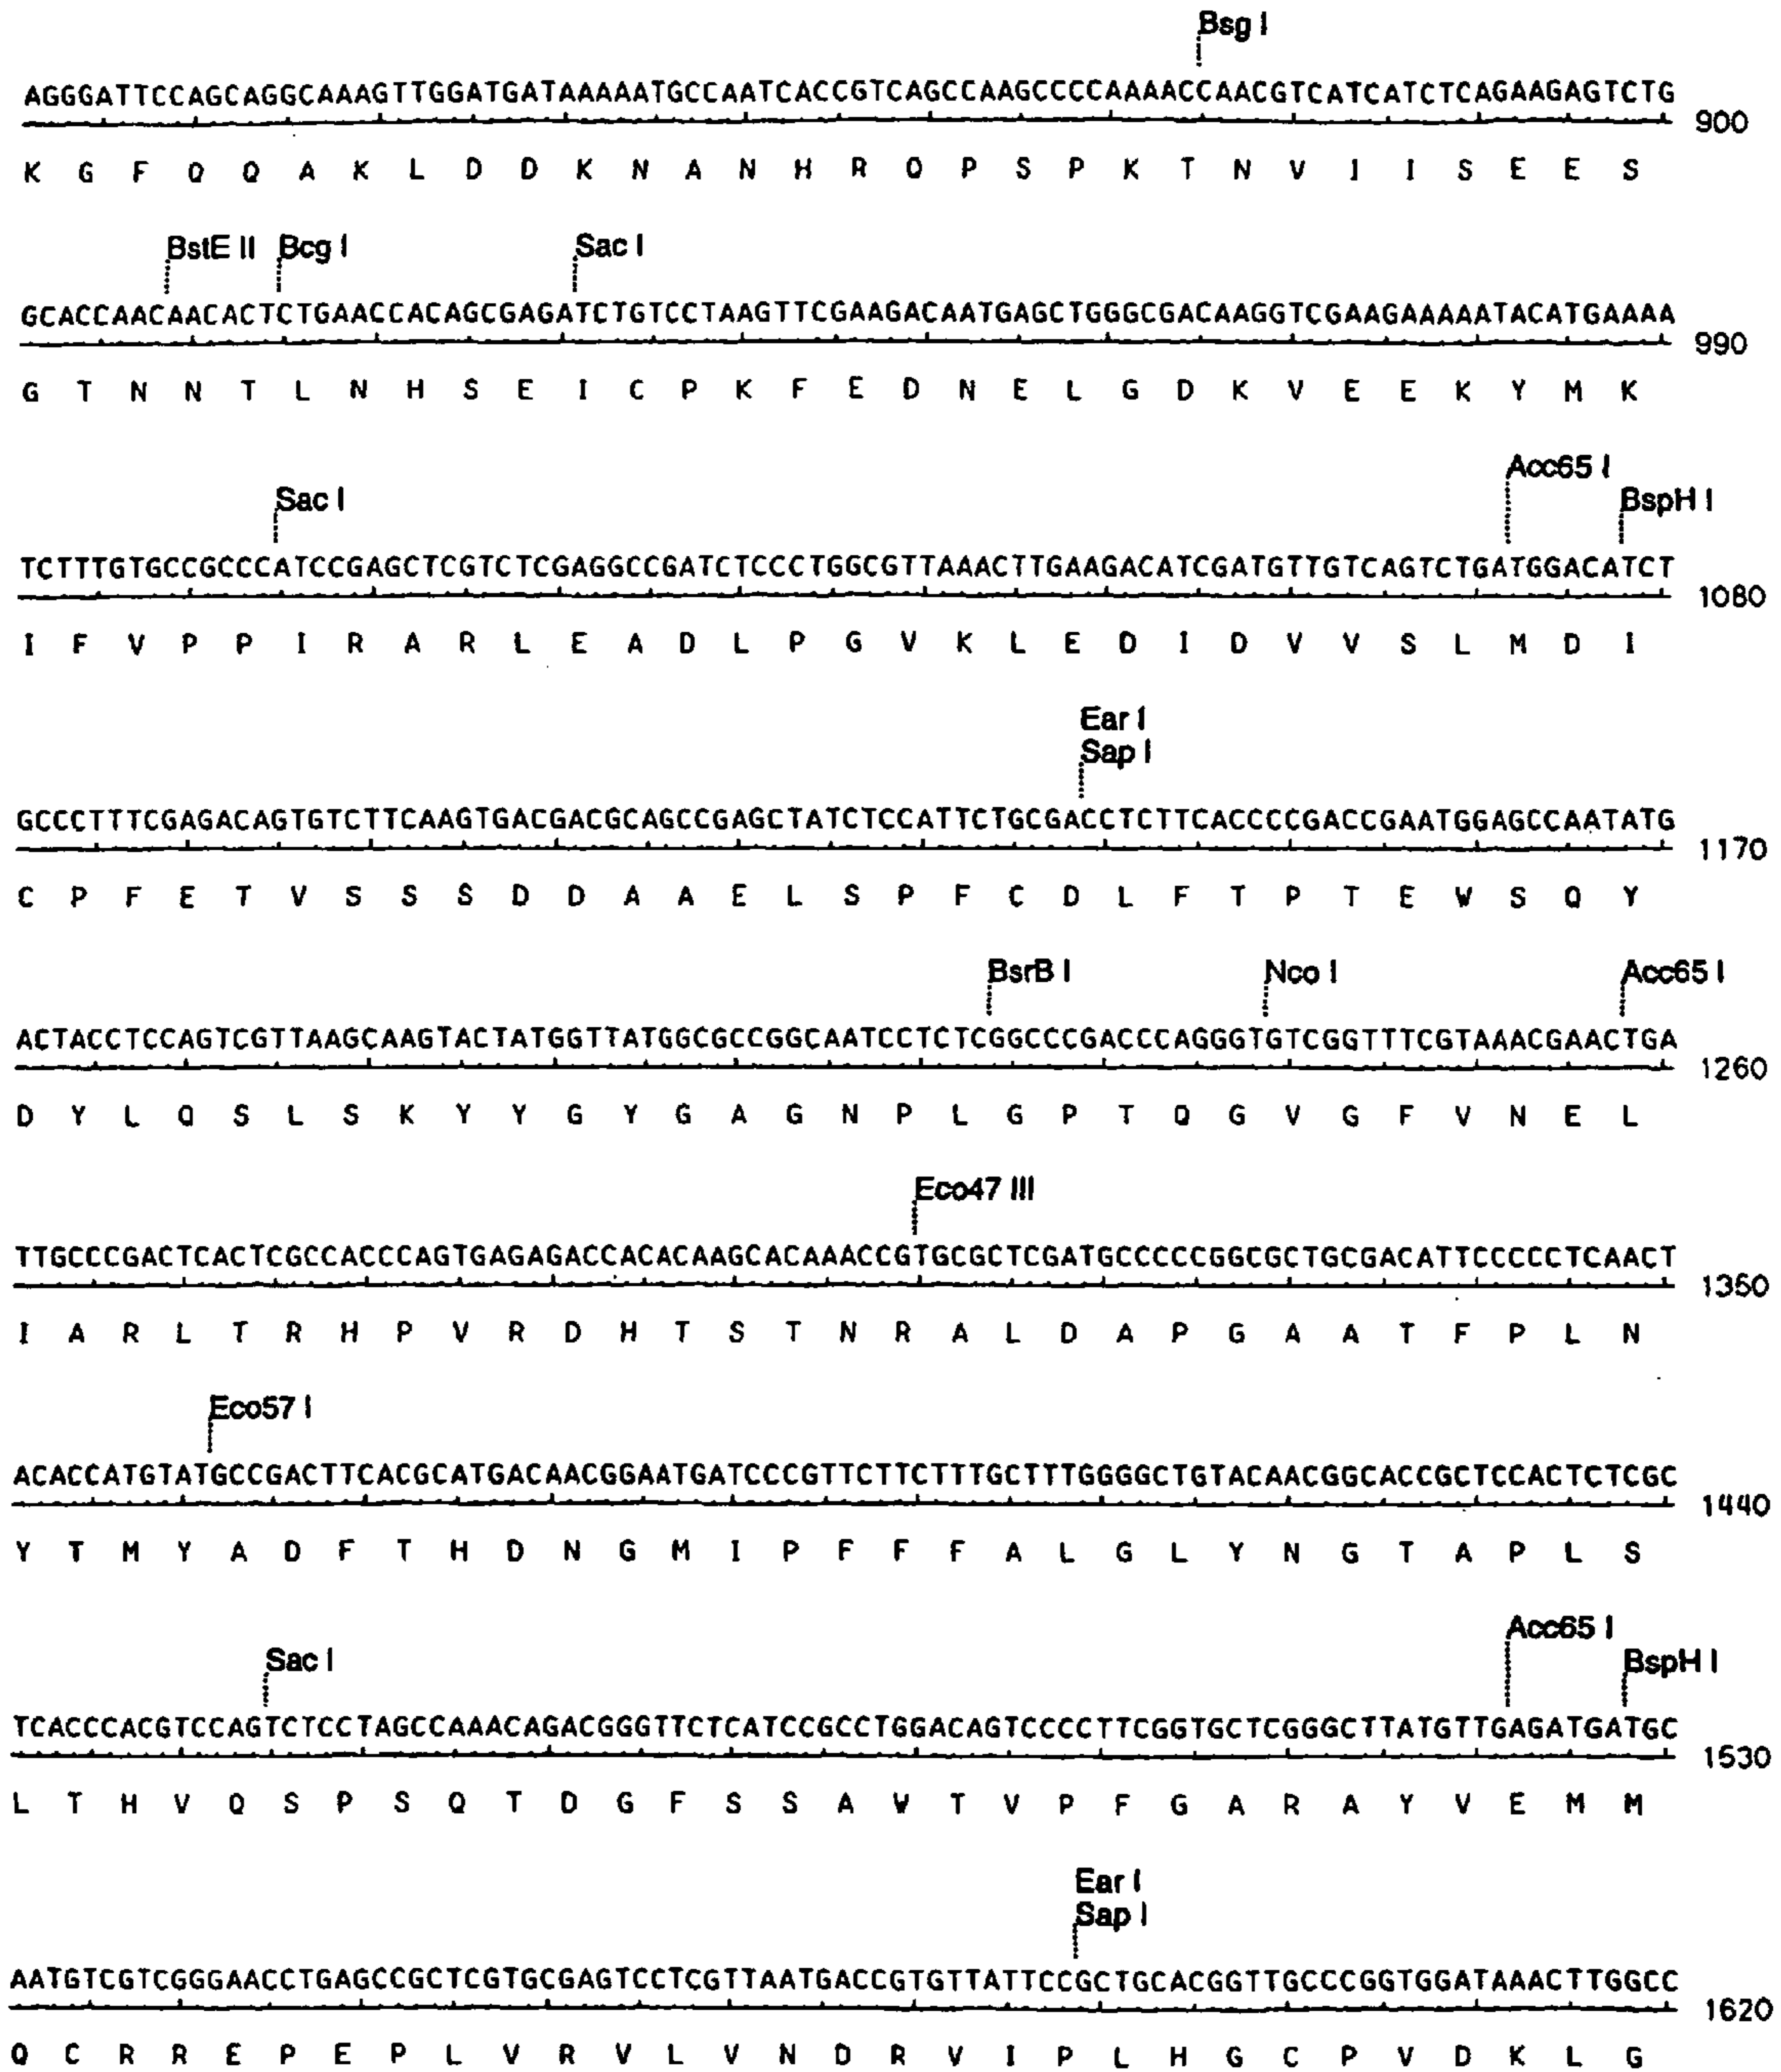 Bsg I
AGGGATTCCAGCAGGCAAAGTTGGATGATAAAAATGCCAATCACCGTCAGCCAAGCCCCAAAACCAACGTCATCATCTCAGAAGAGTCTG
900
K G F Q Q A K L D D K N A N H R Q P S P K T N V I I S E E S
BstE II Bcg I Sac I
GCACCAACAACACTCTGAACCACAGCGAGATCTGTCCTAAGTTCGAAGACAATGAGCTGGGCGACAAGGTCGAAGAAAAATACATGAAAA
990
G T N N T L N H S E I C P K F E D N E L G D K V E E K Y M K
Acc65 I
Sac I BspH I
TCTTTGTGCCGCCCATCCGAGCTCGTCTCGAGGCCGATCTCCCTGGCGTTAAACTTGAAGACATCGATGTTGTCAGTCTGATGGACATCT
1080
I F V P P I R A R L E A D L P G V K L E D I D V V S L M D I
Ear I
Sap I
GCCCTTTCGAGACAGTGTCTTCAAGTGACGACGCAGCCGAGCTATCTCCATTCTGCGACCTCTTCACCCCGACCGAATGGAGCCAATATG
1170
C P F E T V S S S D D A A E L S P F C D L F T P T E W S Q Y
BsrB I Nco I Acc65 I
ACTACCTCCAGTCGTTAAGCAAGTACTATGGTTATGGCGCCGGCAATCCTCTCGGCCCGACCCAGGGTGTCGGTTTCGTAAACGAACTGA
1260
D Y L Q S L S K Y Y G Y G A G N P L G P T Q G V G F V N E L
Eco47 III
TTGCCCGACTCACTCGCCACCCAGTGAGAGACCACACAAGCACAAACCGTGCGCTCGATGCCCCCGGCGCTGCGACATTCCCCCTCAACT
1350
I A R L T R H P V R D H T S T N R A L D A P G A A T F P L N
Eco57 I
ACACCATGTATGCCGACTTCACGCATGACAACGGAATGATCCCGTTCTTCTTTGCTTTGGGGCTGTACAACGGCACCGCTCCACTCTCGC
1440
Y T M Y A D F T H D N G M I P F F F A L G L Y N G T A P L S
Acc65 I
Sac I BspH I
TCACCCACGTCCAGTCTCCTAGCCAAACAGACGGGTTCTCATCCGCCTGGACAGTCCCCTTCGGTGCTCGGGCTTATGTTGAGATGATGC
1530
L T H V Q S P S Q T D G F S S A W T V P F G A R A Y V E M M
Ear I
Sap I
AATGTCGTCGGGAACCTGAGCCGCTCGTGCGAGTCCTCGTTAATGACCGTGTTATTCCGCTGCACGGTTGCCCGGTGGATAAACTTGGCC
1620
Q C R R E P E P L V R V L V N D R V I P L H G C P V D K L G